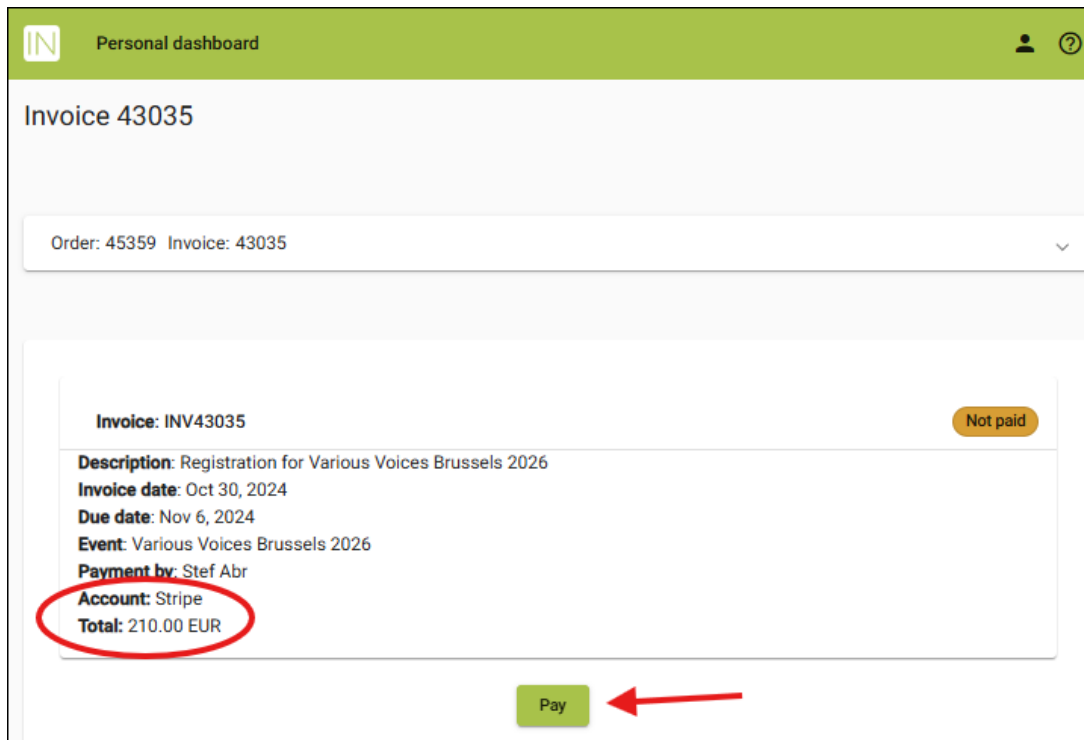 IN Personal dashboard
Invoice 43035
Order: 45359 Invoice: 43035
Invoice: INV43035 Not paid
Description: Registration for Various Voices Brussels 2026
Invoice date: Oct 30, 2024
Due date: Nov 6, 2024
Event: Various Voices Brussels 2026
Payment by: Stef Abr
Account: Stripe
Total: 210.00 EUR
Pay